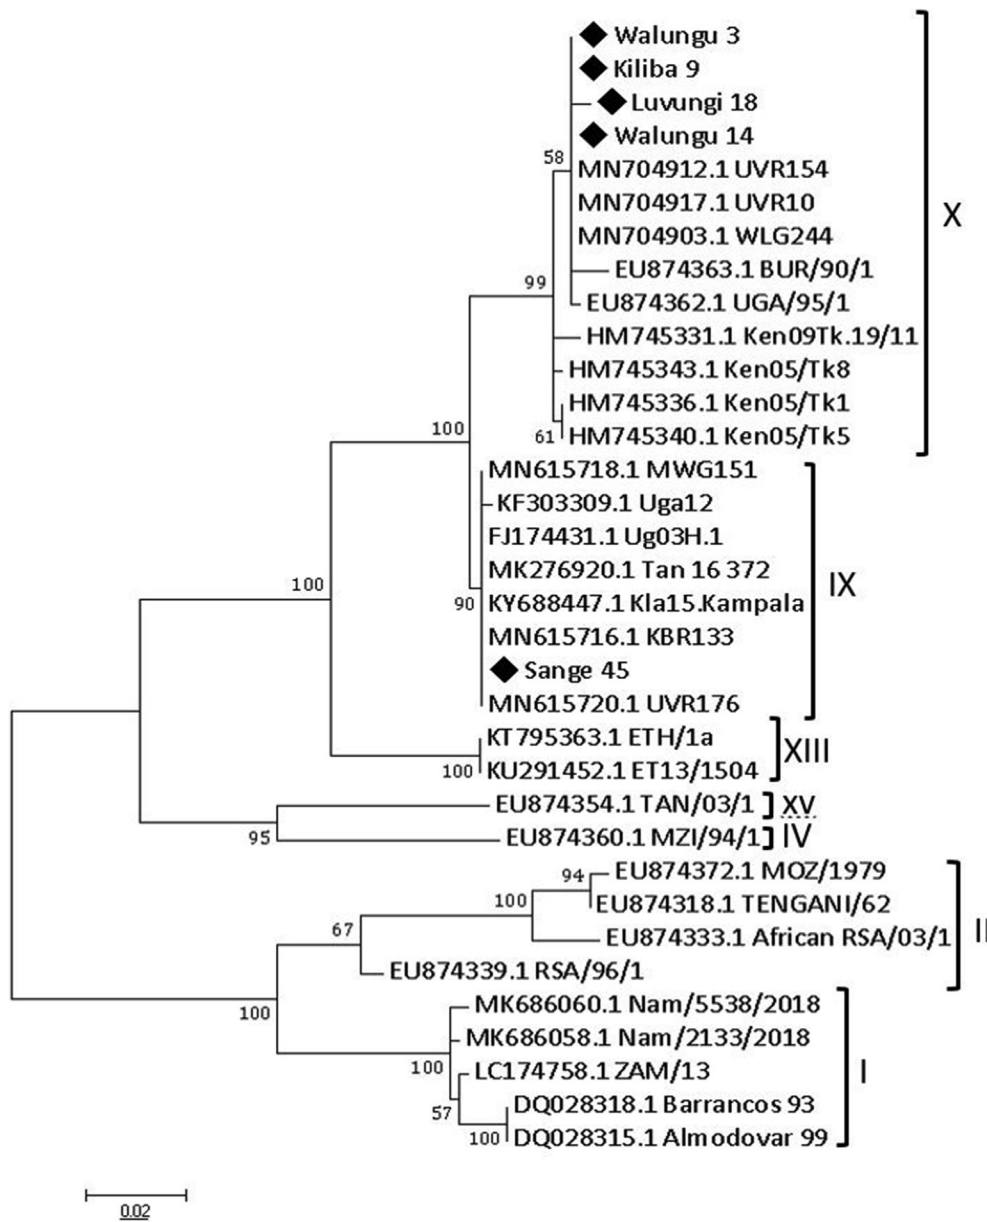 Walungu 3
Kiliba 9
Luvungi 18
Walungu 14
58
MN704912.1 UVR154
MN704917.1 UVR10
X
MN704903.1 WLG244
EU874363.1 BUR/90/1
99
EU874362.1 UGA/95/1
HM745331.1 Ken09Tk.19/11
HM745343.1 Ken05/Tk8
HM745336.1 Ken05/Tk1
100
61
HM745340.1 Ken05/Tk5
MN615718.1 MWG151
KF303309.1 Uga12
FJ174431.1 Ug03H.1
MK276920.1 Tan 16 372
IX
100
90
KY688447.1 Kla15.Kampala
MN615716.1 KBR133
Sange 45
MN615720.1 UVR176
KT795363.1 ETH/1a
XIII
100
KU291452.1 ET13/1504
EU874354.1 TAN/03/1
XV
95
EU874360.1 MZI/94/1
IV
EU874372.1 MOZ/1979
94
100
EU874318.1 TENGANI/62
67
EU874333.1 African RSA/03/1
II
EU874339.1 RSA/96/1
100
MK686060.1 Nam/5538/2018
MK686058.1 Nam/2133/2018
100
LC174758.1 ZAM/13
I
57
DQ028318.1 Barrancos 93
100
DQ028315.1 Almodovar 99
0.02